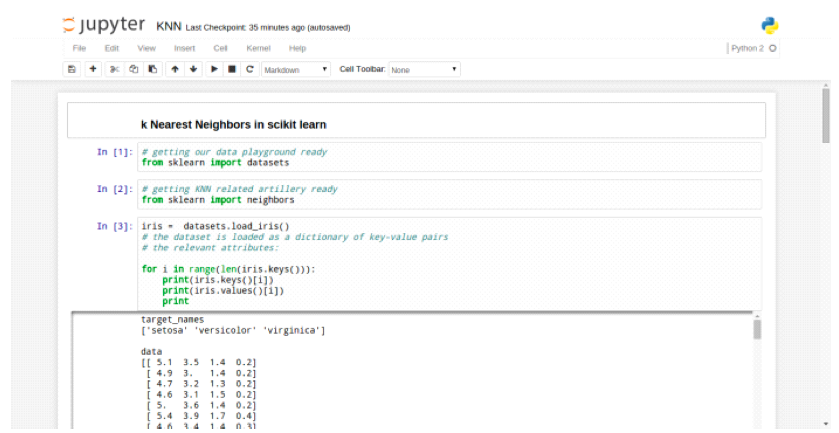 jupyter KNN Last Checkpoint: 35 minutes ago (autosaved)
File Edit View Insert Cell Kernel Help Python 2
Markdown Cell Toolbar: None
k Nearest Neighbors in scikit learn
In [1]: # getting our data playground ready
from sklearn import datasets
In [2]: # getting KNN related artillery ready
from sklearn import neighbors
In [3]: iris = datasets.load_iris()
# the dataset is loaded as a dictionary of key-value pairs
# the relevant attributes:
for i in range(len(iris.keys())):
    print(iris.keys()[i])
    print(iris.values()[i])
    print
target_names
['setosa' 'versicolor' 'virginica']
data
[[ 5.1 3.5 1.4 0.2]
[ 4.9 3. 1.4 0.2]
[ 4.7 3.2 1.3 0.2]
[ 4.6 3.1 1.5 0.2]
[ 5. 3.6 1.4 0.2]
[ 5.4 3.9 1.7 0.4]
[ 4.6 3.4 1.4 0.3]